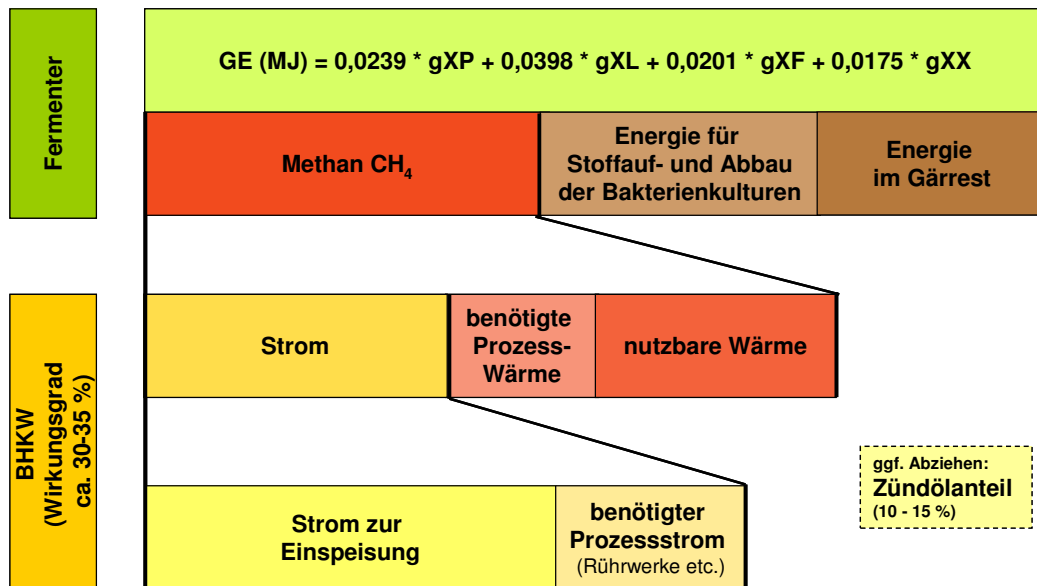 Fermenter
GE (MJ) = 0,0239 * gXP + 0,0398 * gXL + 0,0201 * gXF + 0,0175 * gXX
Methan CH₄
Energie für
Stoffauf- und Abbau
der Bakterienkulturen
Energie
im Gärrest
BHKW
(Wirkungsgrad
ca. 30-35 %)
Strom
benötigte
Prozess-
Wärme
nutzbare Wärme
ggf. Abziehen:
Zündölanteil
(10 - 15 %)
Strom zur
Einspeisung
benötigter
Prozessstrom
(Rührwerke etc.)